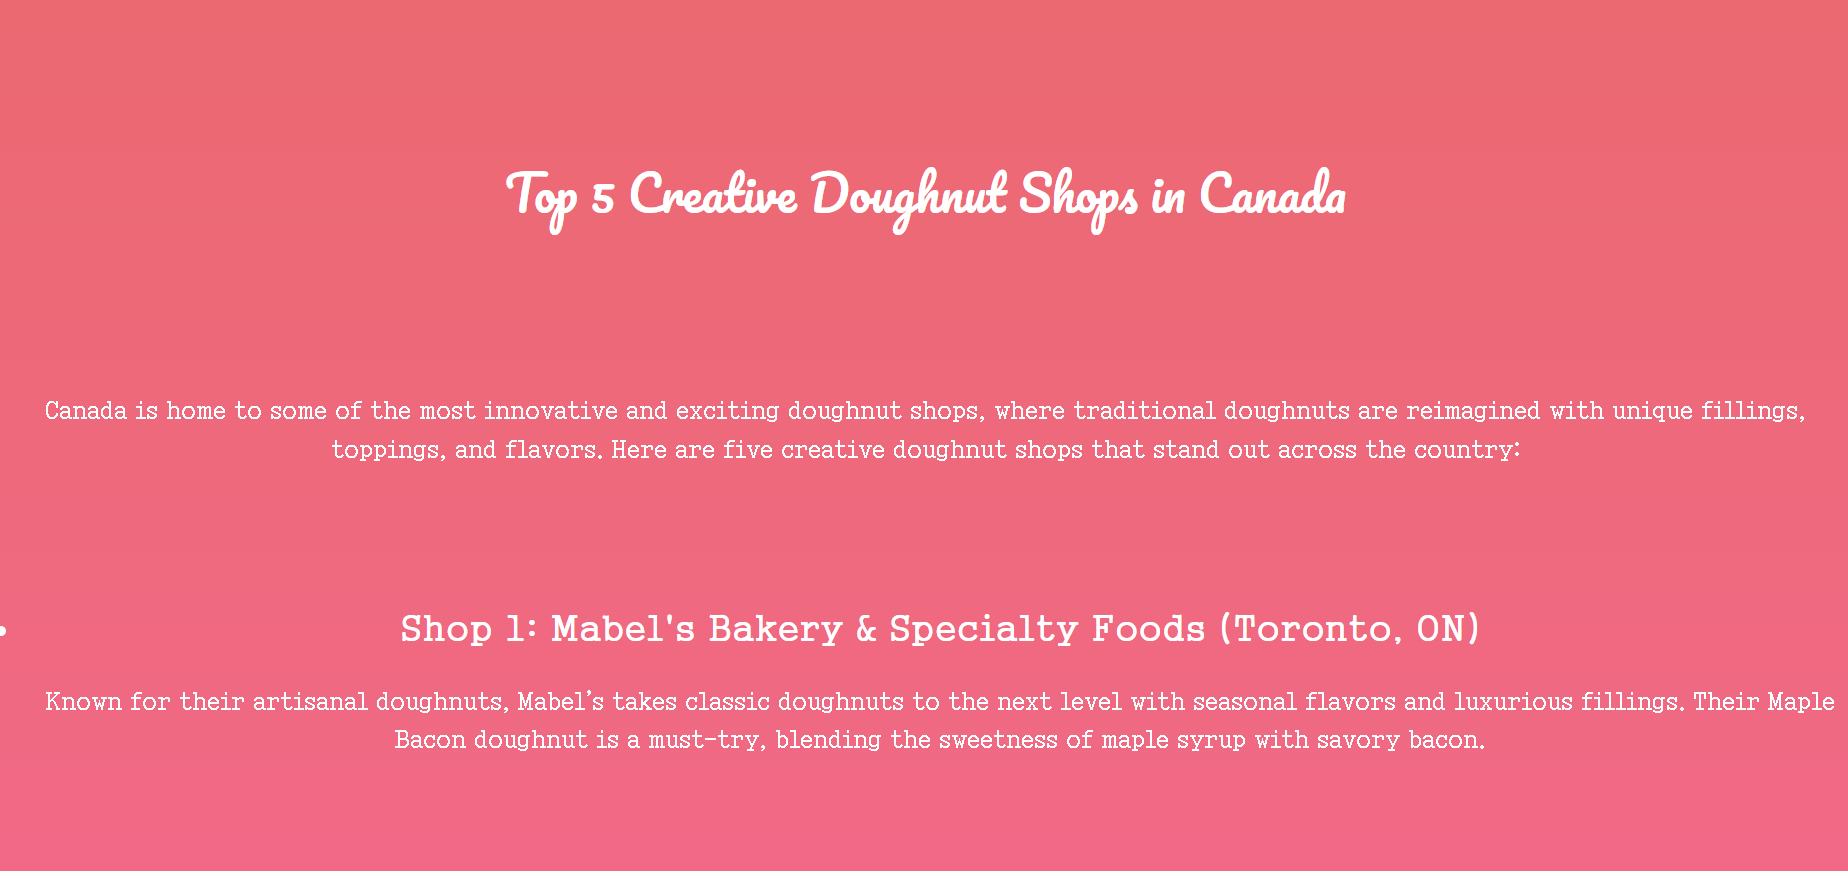 Top 5 Creative Doughnut Shops in Canada
Canada is home to some of the most innovative and exciting doughnut shops, where traditional doughnuts are reimagined with unique fillings,
toppings, and flavors. Here are five creative doughnut shops that stand out across the country:
Shop 1: Mabel's Bakery & Specialty Foods (Toronto, ON)
Known for their artisanal doughnuts, Mabel’s takes classic doughnuts to the next level with seasonal flavors and luxurious fillings. Their Maple
Bacon doughnut is a must-try, blending the sweetness of maple syrup with savory bacon.